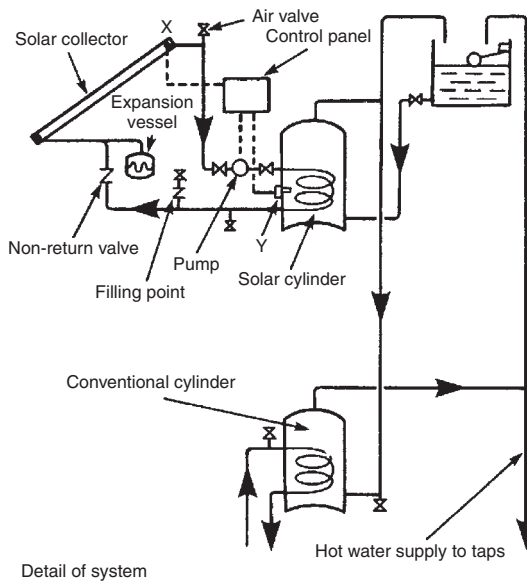 X
Air valve
Solar collector
Control panel
Expansion
vessel
Non-return valve
Y
Pump
Solar cylinder
Filling point
Conventional cylinder
Hot water supply to taps
Detail of system